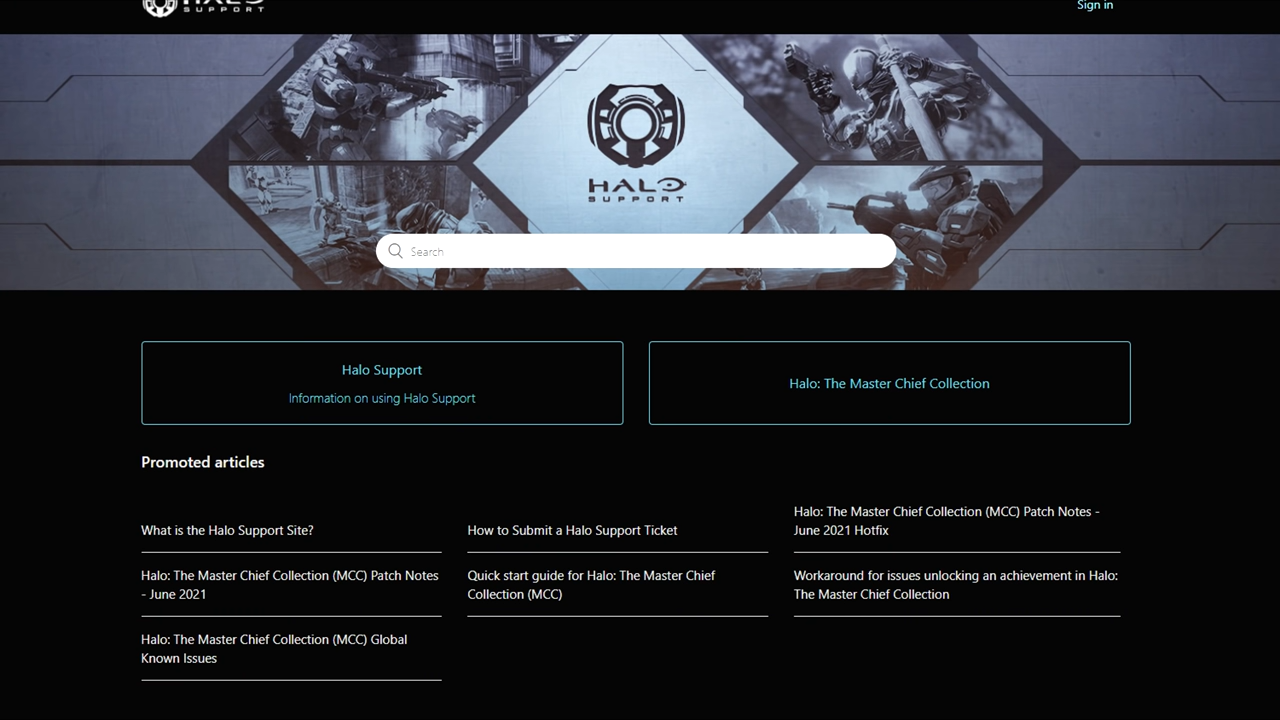 HALO
SUPPORT
Sign in
HALO
SUPPORT
Search
Halo Support
Information on using Halo Support
Halo: The Master Chief Collection
Promoted articles
What is the Halo Support Site?
How to Submit a Halo Support Ticket
Halo: The Master Chief Collection (MCC) Patch Notes -
June 2021 Hotfix
Halo: The Master Chief Collection (MCC) Patch Notes
- June 2021
Quick start guide for Halo: The Master Chief
Collection (MCC)
Workaround for issues unlocking an achievement in Halo:
The Master Chief Collection
Halo: The Master Chief Collection (MCC) Global
Known Issues